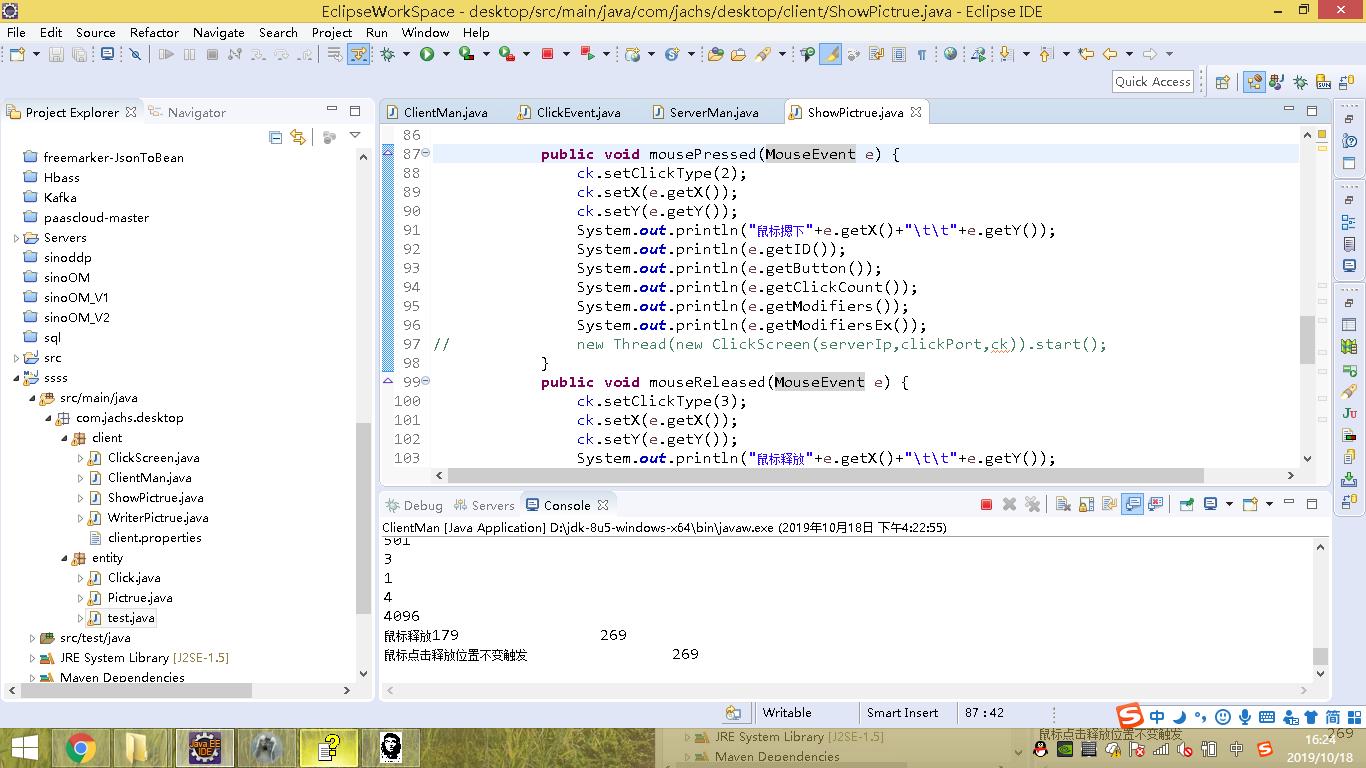 EclipseWorkSpace - desktop/src/main/java/com/jachs/desktop/client/ShowPictrue.java - Eclipse IDE
File Edit Source Refactor Navigate Search Project Run Window Help
Quick Access
Project Explorer Navigator
freemarker-JsonToBean
Hbass
Kafka
paascloud-master
Servers
sinoddp
sinoOM
sinoOM_V1
sinoOM_V2
sql
src
ssss
src/main/java
com.jachs.desktop
client
ClickScreen.java
ClientMan.java
ShowPictrue.java
WriterPictrue.java
client.properties
entity
Click.java
Pictrue.java
test.java
src/test/java
JRE System Library [J2SE-1.5]
Maven Dependencies
ClientMan.java ClickEvent.java ServerMan.java ShowPictrue.java
86
87 public void mousePressed(MouseEvent e) {
88 ck.setClickType(2);
89 ck.setX(e.getX());
90 ck.setY(e.getY());
91 System.out.println("鼠标摁下"+e.getX()+"\t\t"+e.getY());
92 System.out.println(e.getID());
93 System.out.println(e.getButton());
94 System.out.println(e.getClickCount());
95 System.out.println(e.getModifiers());
96 System.out.println(e.getModifiersEx());
97 // new Thread(new ClickScreen(serverIp,clickPort,ck)).start();
98 }
99 public void mouseReleased(MouseEvent e) {
100 ck.setClickType(3);
101 ck.setX(e.getX());
102 ck.setY(e.getY());
103 System.out.println("鼠标释放"+e.getX()+"\t\t"+e.getY());
Debug Servers Console
ClientMan [Java Application] D:\jdk-8u5-windows-x64\bin\javaw.exe (2019年10月18日 下午4:22:55)
501
3
1
4
4096
鼠标释放179 269
鼠标点击释放位置不变触发 269
Writable Smart Insert 87 : 42
中 简
JRE System Library [J2SE-1.5]
Maven Dependencies
鼠标点击释放位置不变触发 269
Java EE
IDE
中
16:24
2019/10/18